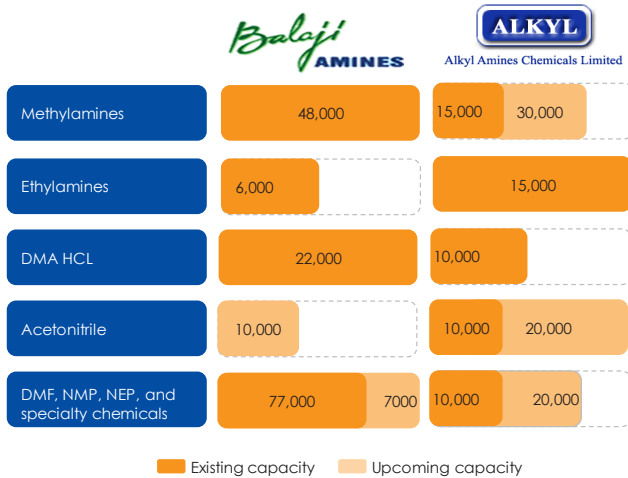 Balaji
AMINES
ALKYL
Alkyl Amines Chemicals Limited
Methylamines
48,000
15,000
30,000
Ethylamines
6,000
15,000
DMA HCL
22,000
10,000
Acetonitrile
10,000
10,000
20,000
DMF, NMP, NEP, and
specialty chemicals
77,000
7000
10,000
20,000
Existing capacity
Upcoming capacity